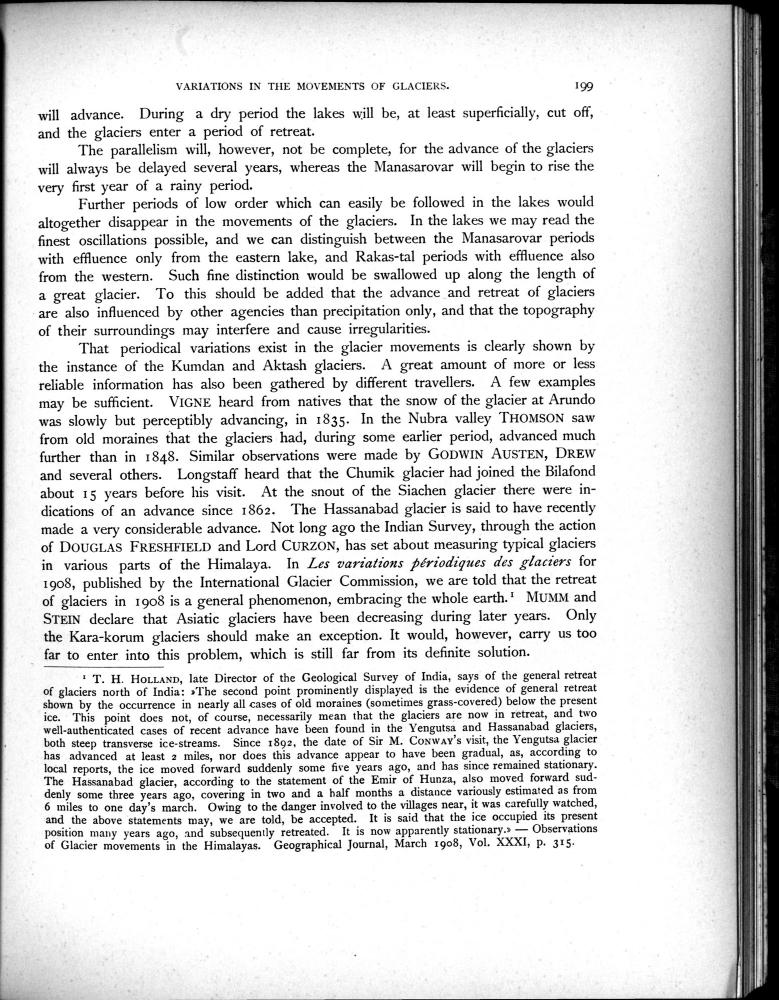 VARIATIONS IN THE MOVEMENTS OF GLACIERS. 199
will advance. During a dry period the lakes will be, at least superficially, cut off,
and the glaciers enter a period of retreat.
The parallelism will, however, not be complete, for the advance of the glaciers
will always be delayed several years, whereas the Manasarovar will begin to rise the
very first year of a rainy period.
Further periods of low order which can easily be followed in the lakes would
altogether disappear in the movements of the glaciers. In the lakes we may read the
finest oscillations possible, and we can distinguish between the Manasarovar periods
with effluence only from the eastern lake, and Rakas-tal periods with effluence also
from the western. Such fine distinction would be swallowed up along the length of
a great glacier. To this should be added that the advance and retreat of glaciers
are also influenced by other agencies than precipitation only, and that the topography
of their surroundings may interfere and cause irregularities.
That periodical variations exist in the glacier movements is clearly shown by
the instance of the Kumdan and Aktash glaciers. A great amount of more or less
reliable information has also been gathered by different travellers. A few examples
may be sufficient. VIGNE heard from natives that the snow of the glacier at Arundo
was slowly but perceptibly advancing, in 1835. In the Nubra valley THOMSON saw
from old moraines that the glaciers had, during some earlier period, advanced much
further than in 1848. Similar observations were made by GODWIN AUSTEN, DREW
and several others. Longstaff heard that the Chumik glacier had joined the Bilafond
about 15 years before his visit. At the snout of the Siachen glacier there were in-
dications of an advance since 1862. The Hassanabad glacier is said to have recently
made a very considerable advance. Not long ago the Indian Survey, through the action
of DOUGLAS FRESHFIELD and Lord CURZON, has set about measuring typical glaciers
in various parts of the Himalaya. In Les variations périodiques des glaciers for
1908, published by the International Glacier Commission, we are told that the retreat
of glaciers in 1908 is a general phenomenon, embracing the whole earth.¹ MUMM and
STEIN declare that Asiatic glaciers have been decreasing during later years. Only
the Kara-korum glaciers should make an exception. It would, however, carry us too
far to enter into this problem, which is still far from its definite solution.
¹ T. H. HOLLAND, late Director of the Geological Survey of India, says of the general retreat
of glaciers north of India: »The second point prominently displayed is the evidence of general retreat
shown by the occurrence in nearly all cases of old moraines (sometimes grass-covered) below the present
ice. This point does not, of course, necessarily mean that the glaciers are now in retreat, and two
well-authenticated cases of recent advance have been found in the Yengutsa and Hassanabad glaciers,
both steep transverse ice-streams. Since 1892, the date of Sir M. CONWAY's visit, the Yengutsa glacier
has advanced at least 2 miles, nor does this advance appear to have been gradual, as, according to
local reports, the ice moved forward suddenly some five years ago, and has since remained stationary.
The Hassanabad glacier, according to the statement of the Emir of Hunza, also moved forward sud-
denly some three years ago, covering in two and a half months a distance variously estimated as from
6 miles to one day's march. Owing to the danger involved to the villages near, it was carefully watched,
and the above statements may, we are told, be accepted. It is said that the ice occupied its present
position many years ago, and subsequently retreated. It is now apparently stationary.» — Observations
of Glacier movements in the Himalayas. Geographical Journal, March 1908, Vol. XXXI, p. 315.